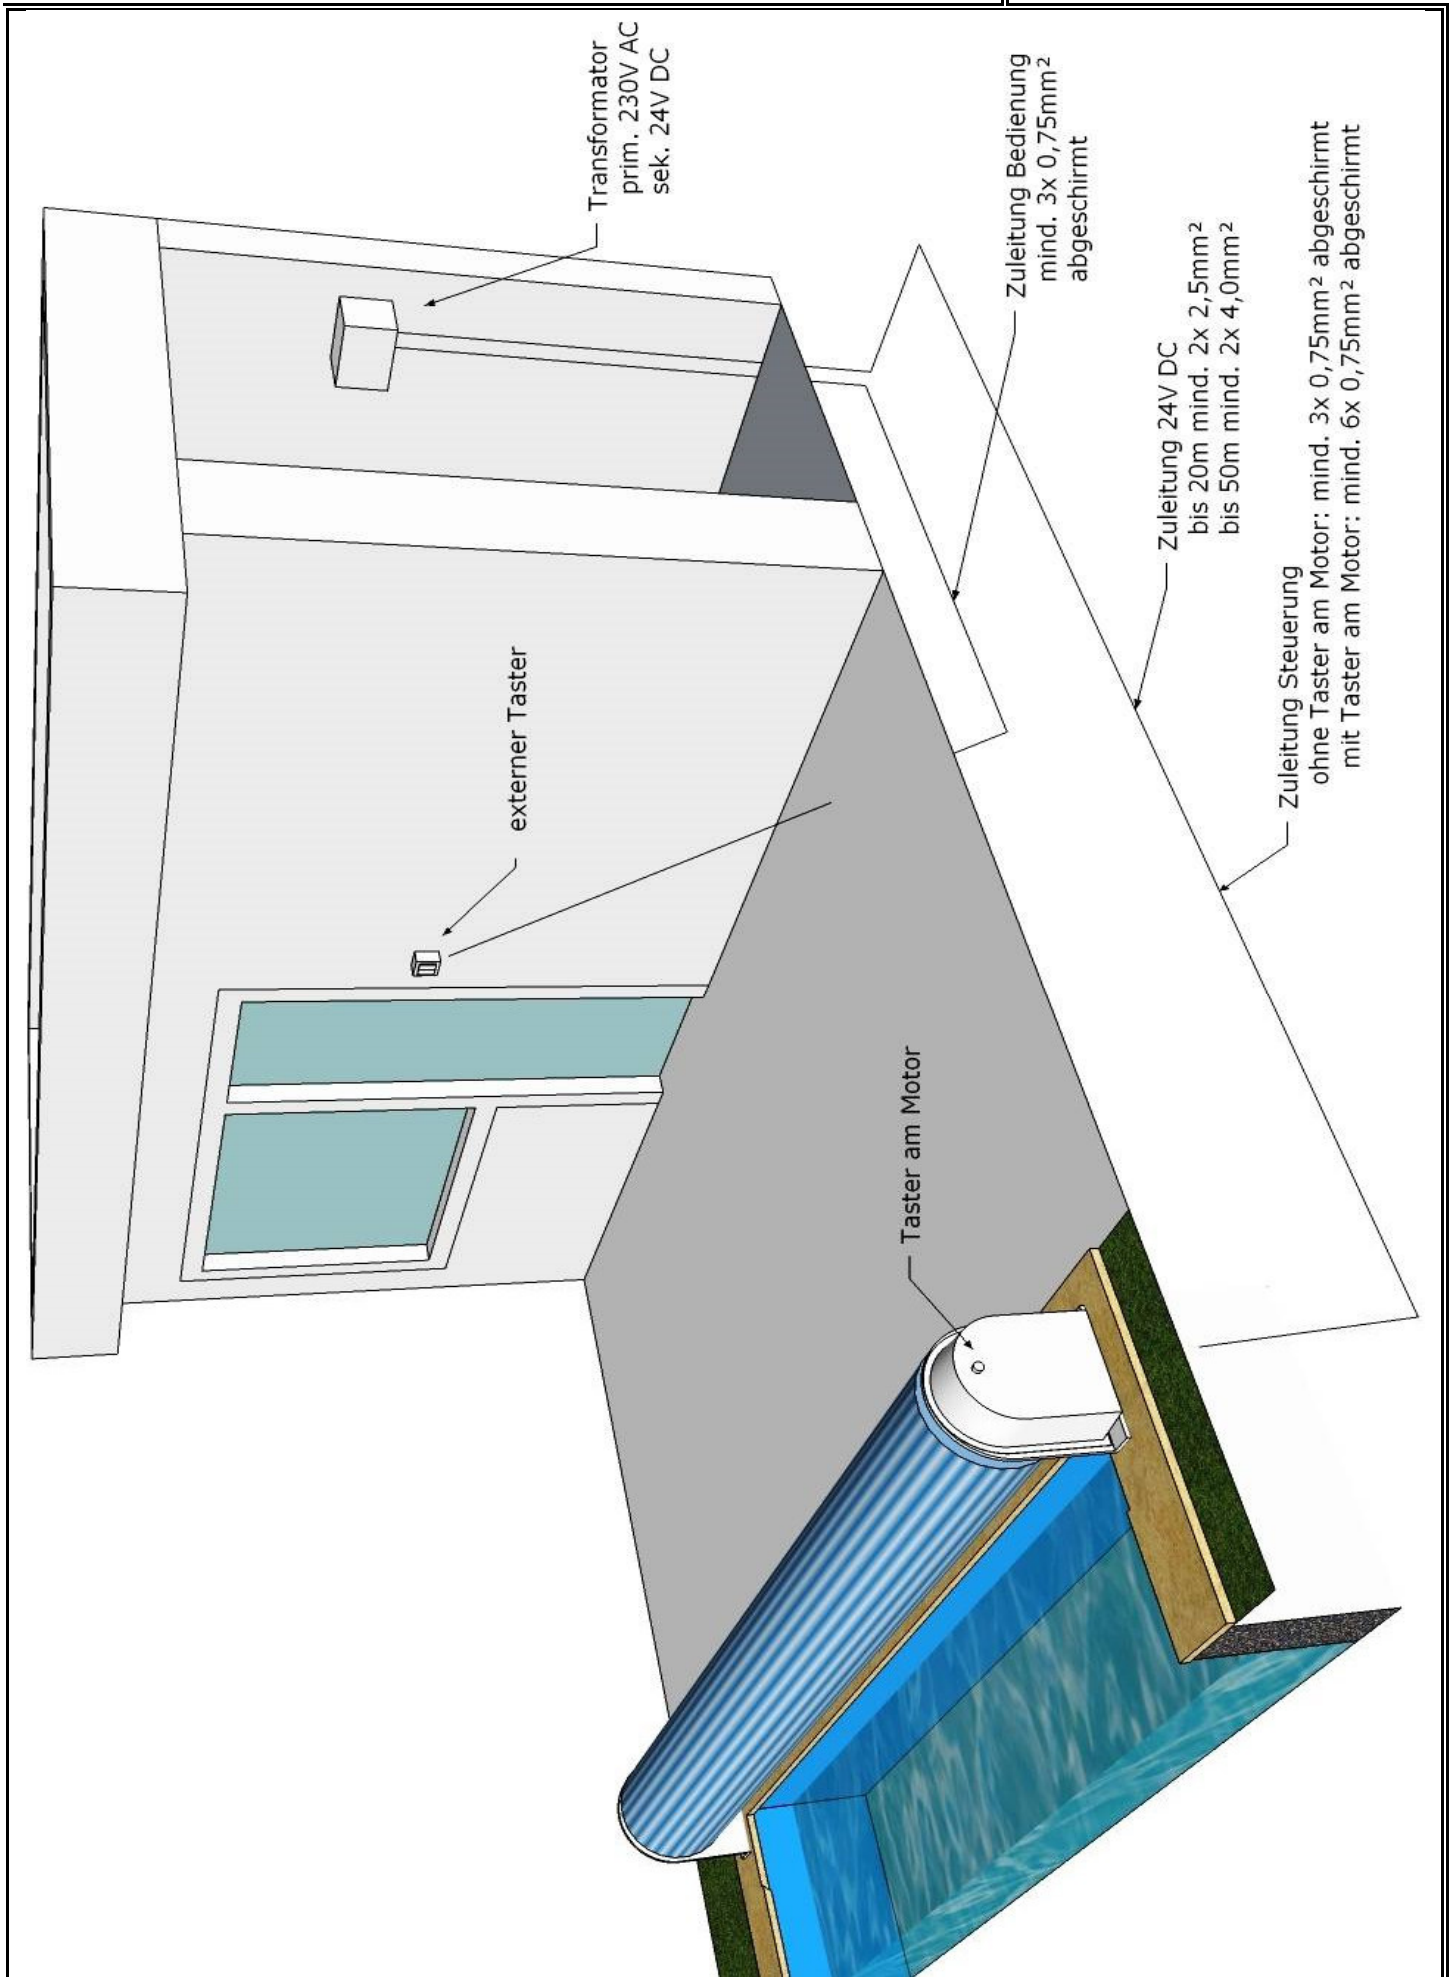 Transformator
prim. 230V AC
sek. 24V DC
externer Taster
Zuleitung Bedienung
mind. 3x 0,75mm²
abgeschirmt
Taster am Motor
Zuleitung 24V DC
bis 20m mind. 2x 2,5mm²
bis 50m mind. 2x 4,0mm²
Zuleitung Steuerung
ohne Taster am Motor: mind. 3x 0,75mm² abgeschirmt
mit Taster am Motor: mind. 6x 0,75mm² abgeschirmt